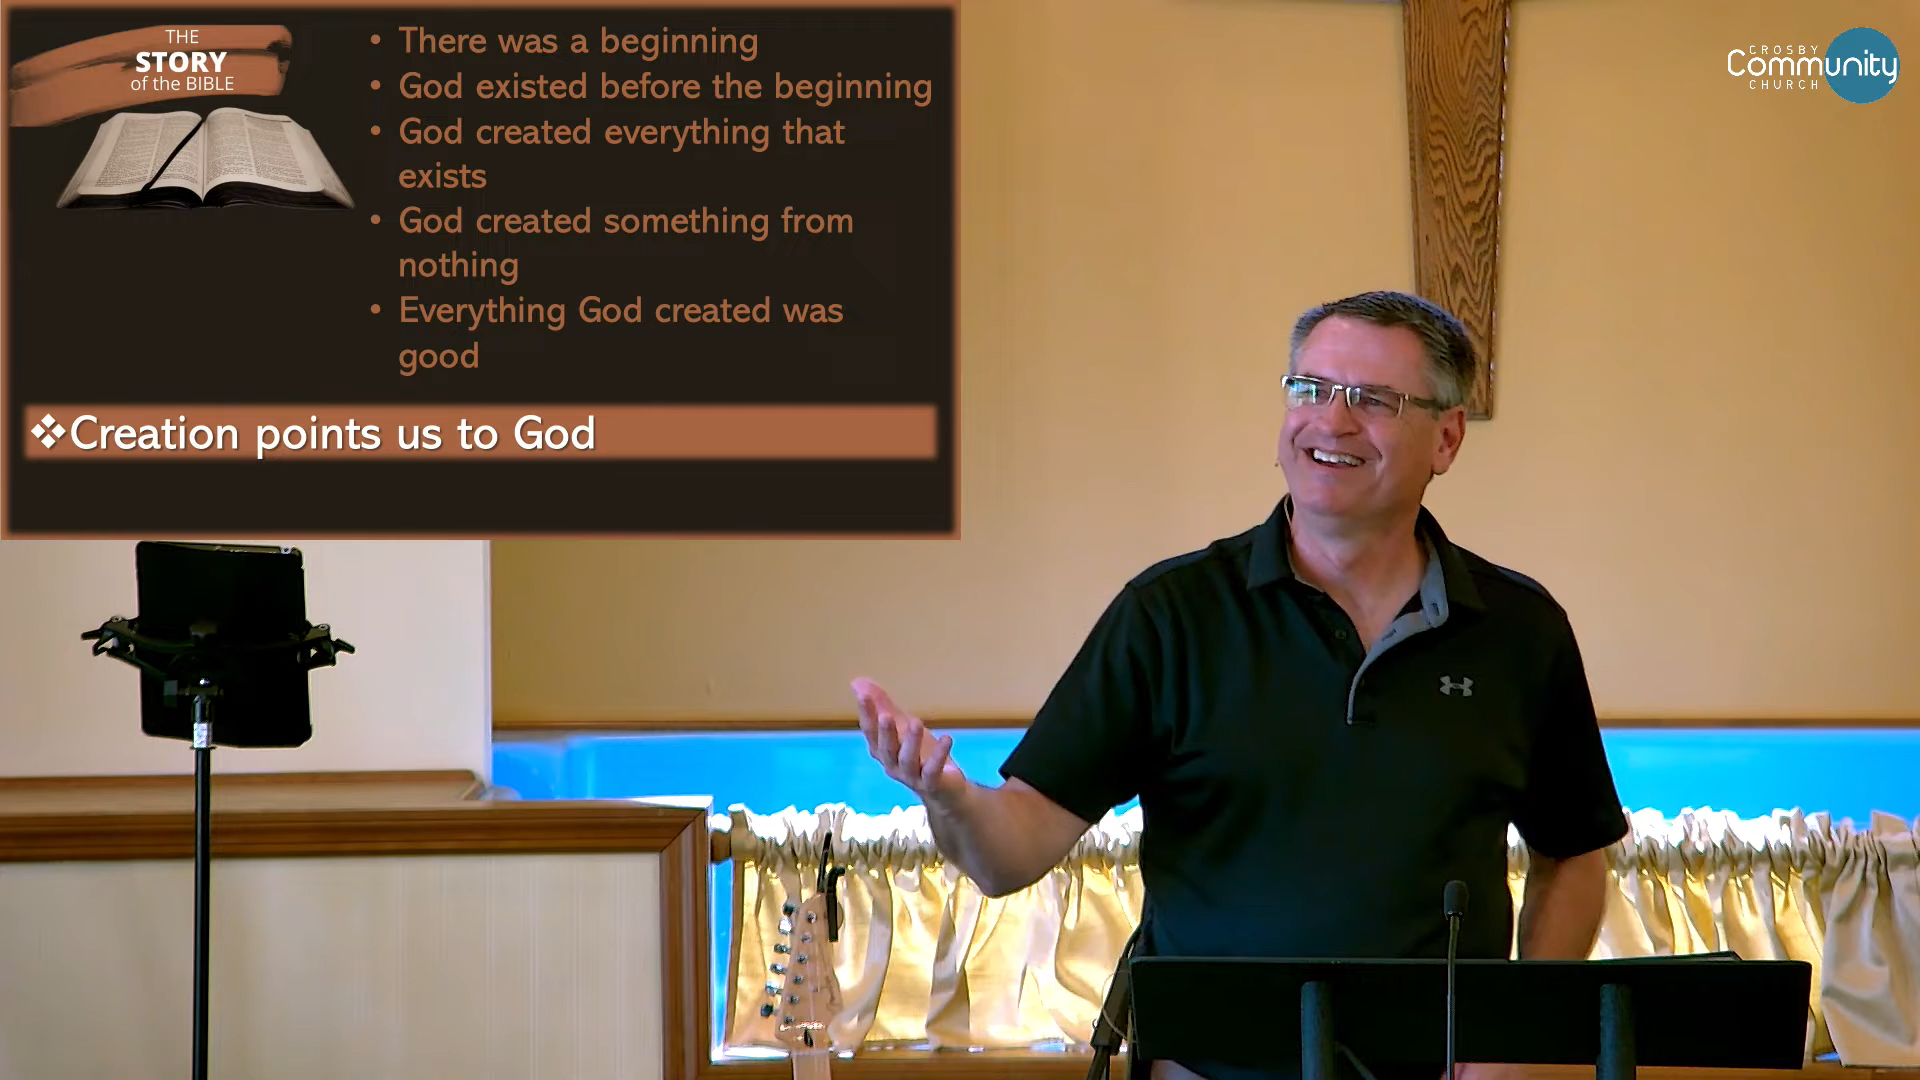 THE
STORY
of the BIBLE
• There was a beginning
• God existed before the beginning
• God created everything that
exists
• God created something from
nothing
• Everything God created was
good
❖Creation points us to God
CROSBY
Community
CHURCH